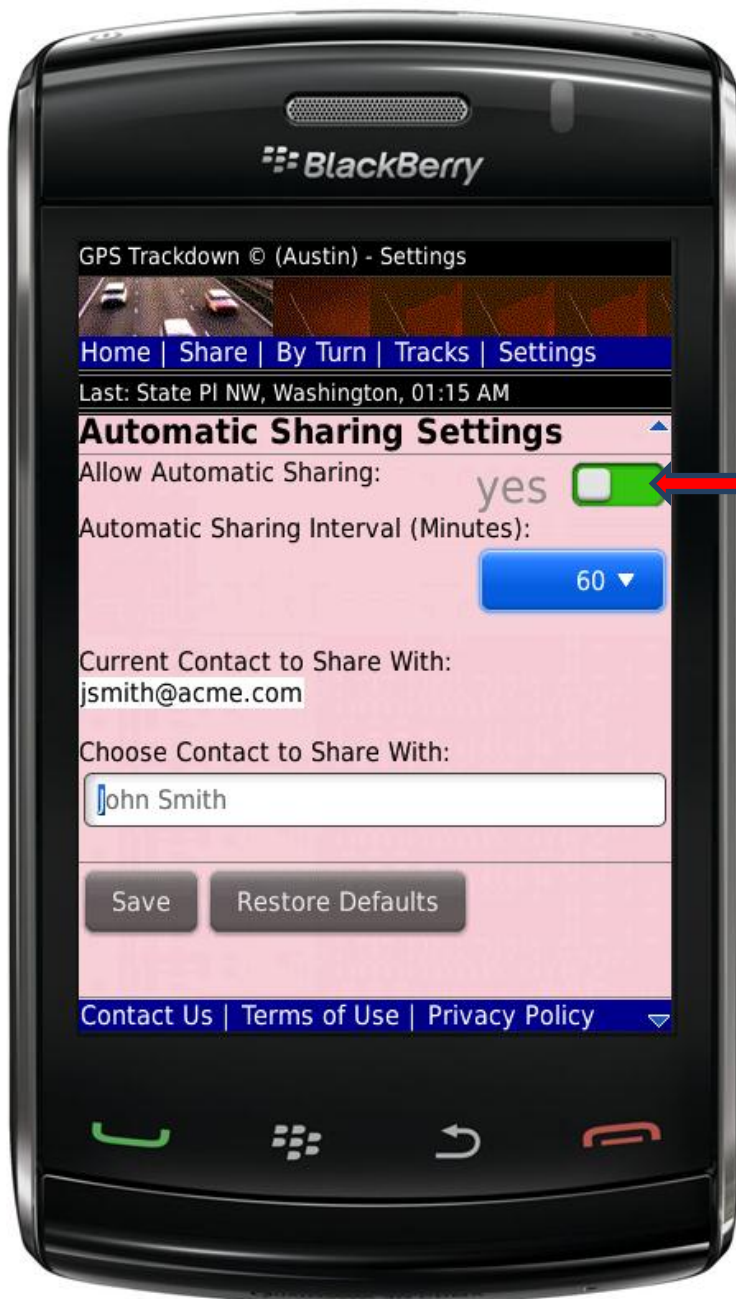 BlackBerry
GPS Trackdown © (Austin) - Settings
Home | Share | By Turn | Tracks | Settings
Last: State Pl NW, Washington, 01:15 AM
Automatic Sharing Settings
Allow Automatic Sharing:
yes
Automatic Sharing Interval (Minutes):
60
Current Contact to Share With:
jsmith@acme.com
Choose Contact to Share With:
John Smith
Save Restore Defaults
Contact Us | Terms of Use | Privacy Policy